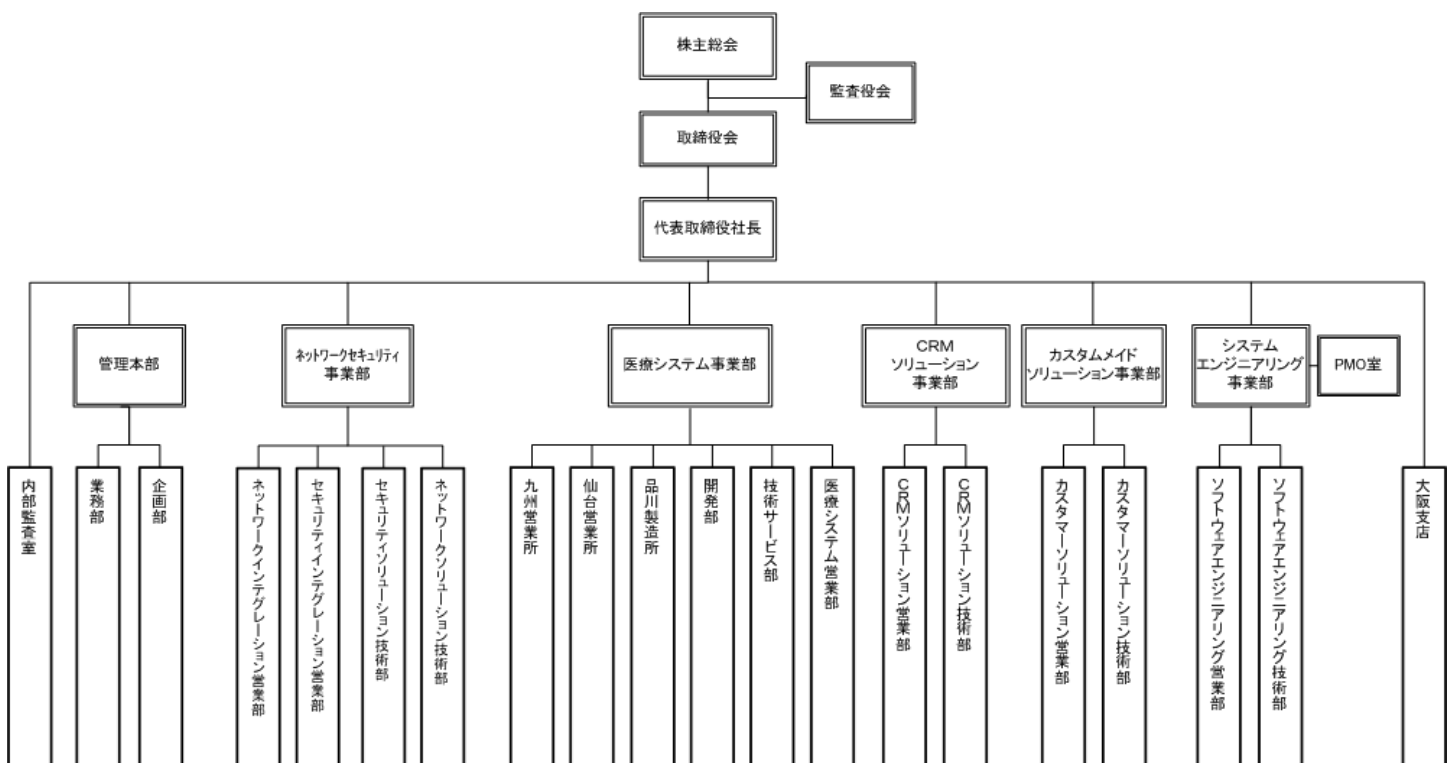 株主総会
監査役会
取締役会
代表取締役社長
管理本部
ネットワークセキュリティ
事業部
医療システム事業部
CRM
ソリューション
事業部
カスタムメイド
ソリューション事業部
システム
エンジニアリング
事業部
PMO室
内部監査室
業務部
企画部
ネットワークインテグレーション営業部
セキュリティインテグレーション営業部
セキュリティソリューション技術部
ネットワークソリューション技術部
九州営業所
仙台営業所
品川製造所
開発部
技術サービス部
医療システム営業部
CRMソリューション営業部
CRMソリューション技術部
カスタマーソリューション営業部
カスタマーソリューション技術部
ソフトウェアエンジニアリング営業部
ソフトウェアエンジニアリング技術部
大阪支店